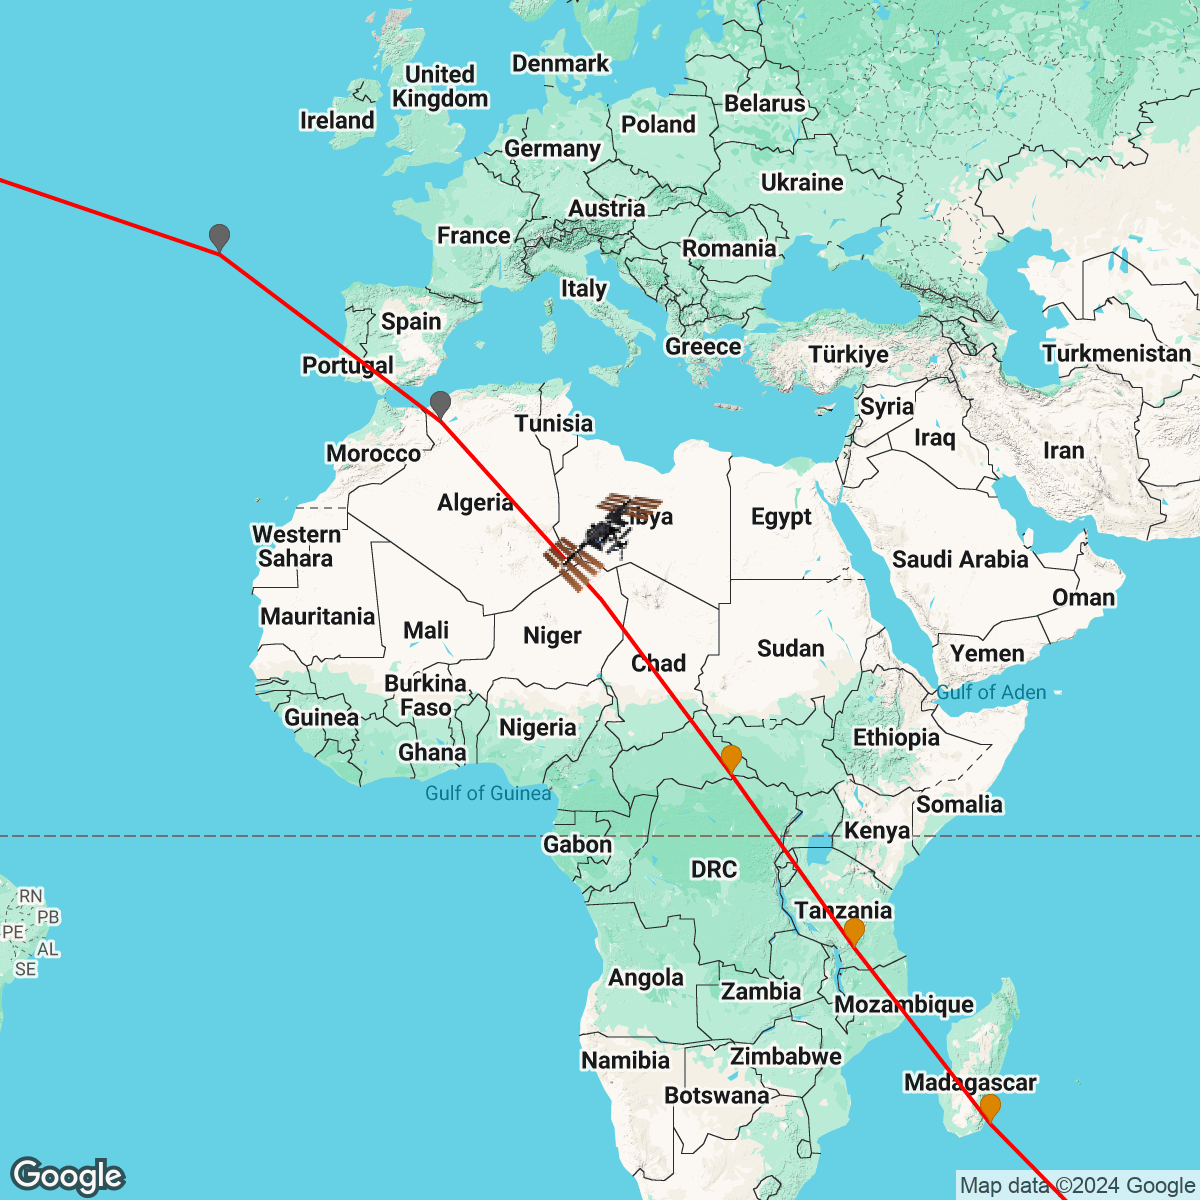 Denmark
United
Kingdom
Belarus
Ireland
Poland
Germany
Ukraine
Austria
France
Romania
Italy
Spain
Greece
Türkiye
Turkmenistan
Portugal
Syria
Tunisia
Iraq
Iran
Morocco
Algeria
Egypt
Western
Sahara
Saudi Arabia
Oman
Mauritania
Mali
Niger
Sudan
Yemen
Chad
Burkina
Faso
Gulf of Aden
Guinea
Nigeria
Ethiopia
Ghana
Gulf of Guinea
Somalia
Kenya
Gabon
DRC
RN
PB
PE
AL
SE
Tanzania
Angola
Zambia
Mozambique
Namibia
Zimbabwe
Madagascar
Botswana
Google
Map data ©2024 Google